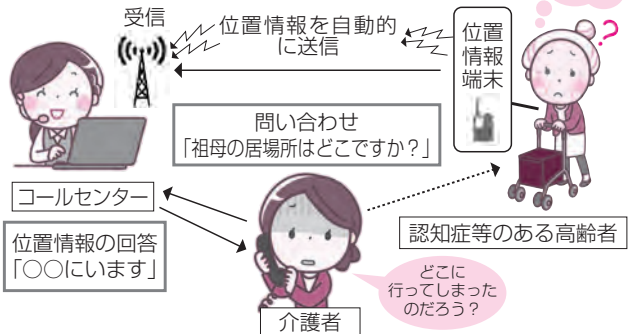 受信
位置情報を自動的
に送信
位置
情報
端末
?
問い合わせ
「祖母の居場所はどこですか？」
コールセンター
位置情報の回答
「○○にいます」
認知症等のある高齢者
どこに
行ってしまった
のだろう？
介護者